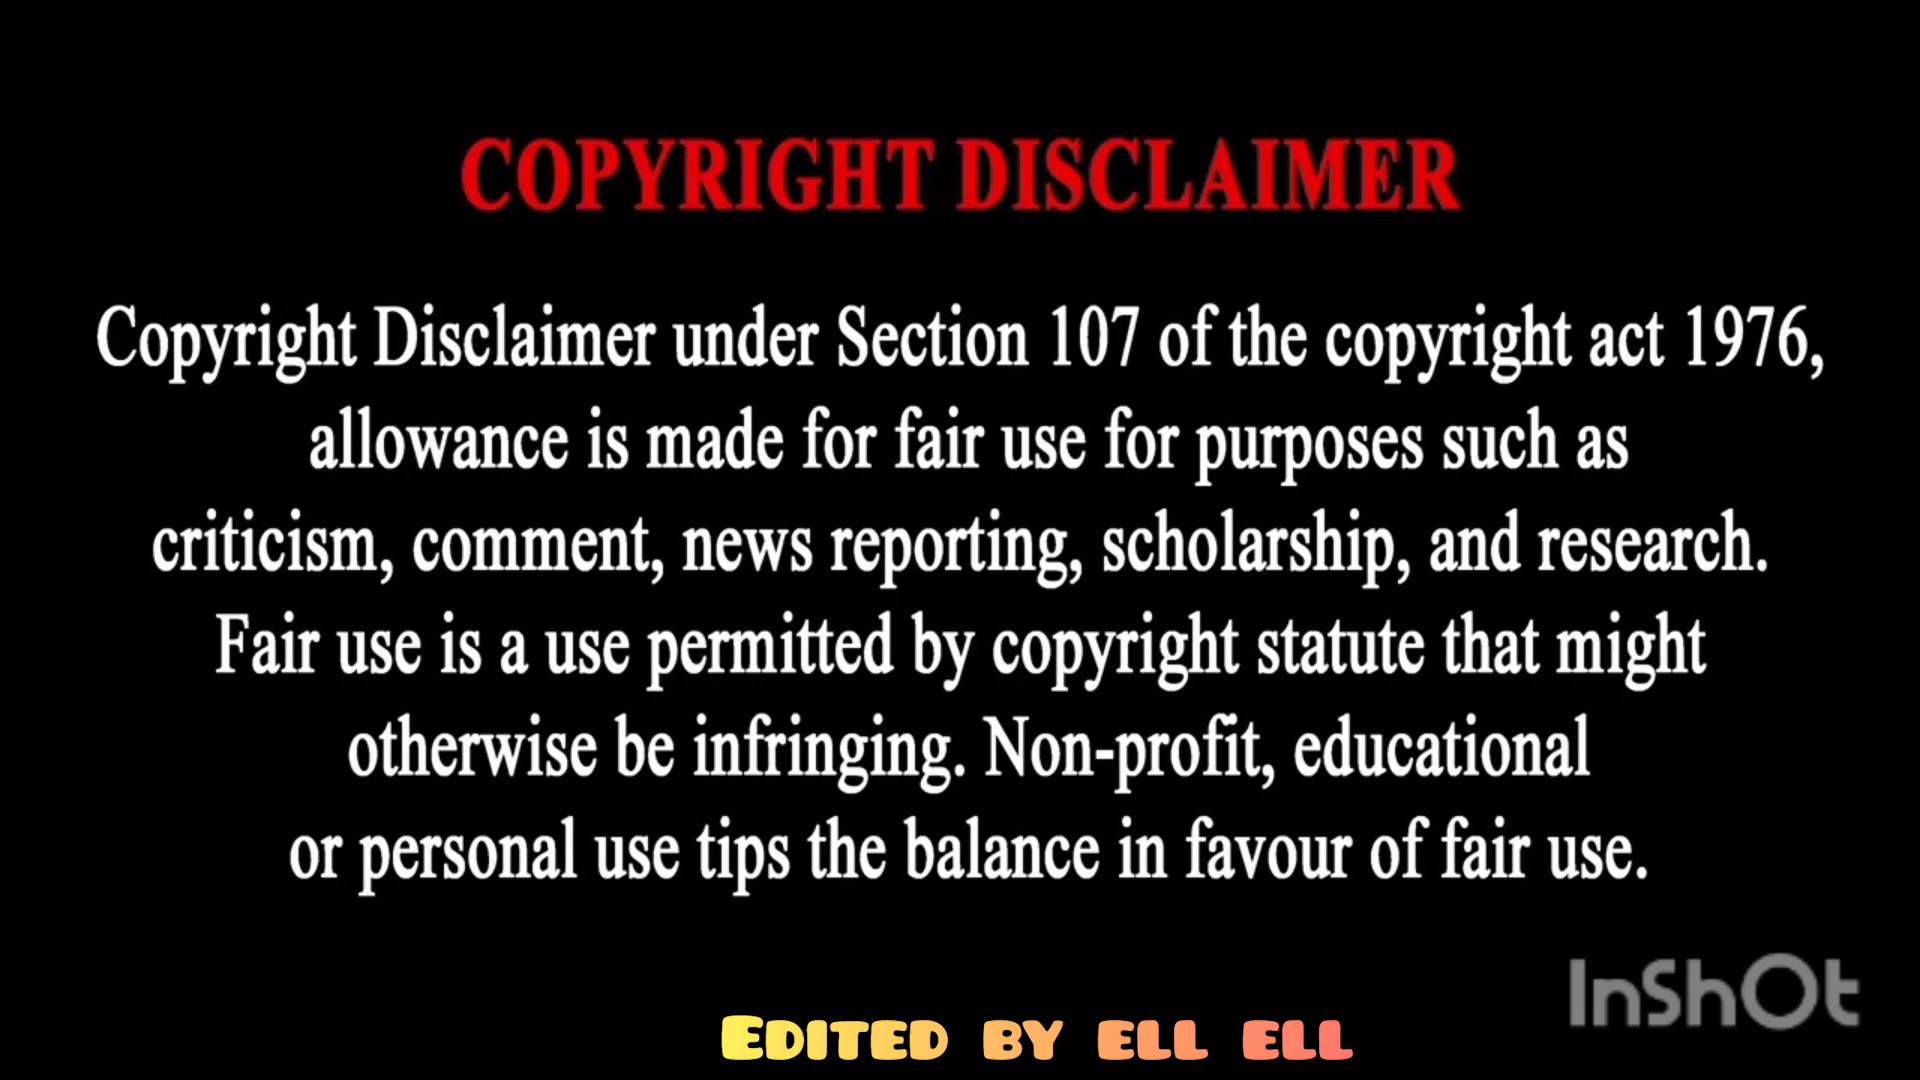 COPYRIGHT DISCLAIMER
Copyright Disclaimer under Section 107 of the copyright act 1976,
allowance is made for fair use for purposes such as
criticism, comment, news reporting, scholarship, and research.
Fair use is a use permitted by copyright statute that might
otherwise be infringing. Non-profit, educational
or personal use tips the balance in favour of fair use.
InShOt
EDITED BY ELL ELL